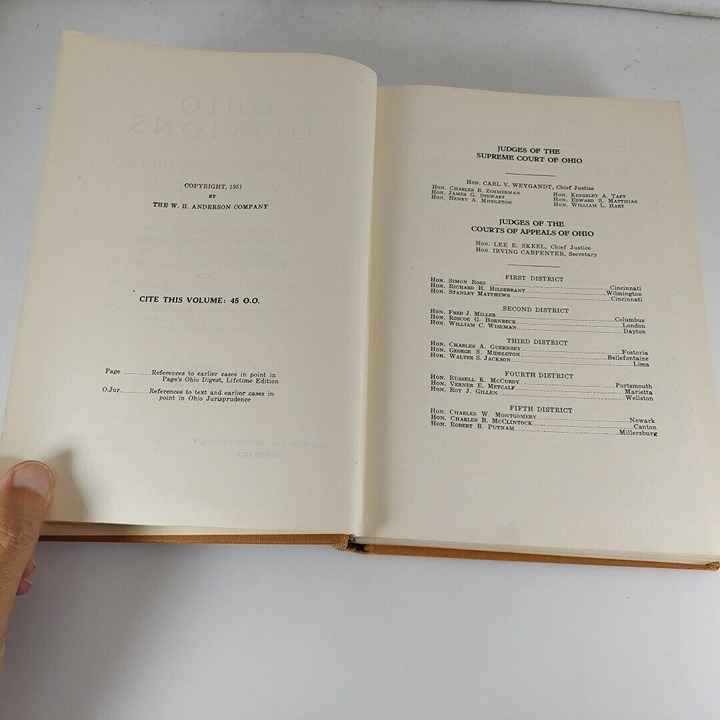 COPYRIGHT, 1951
BY
THE W. H. ANDERSON COMPANY
CITE THIS VOLUME: 45 O.O.
Page ........ References to earlier cases in point in
Page's Ohio Digest, Lifetime Edition
O.Jur........ References to text and earlier cases in
point in Ohio Jurisprudence
JUDGES OF THE
SUPREME COURT OF OHIO
HON. CARL V. WEYGANDT, Chief Justice
HON. CHARLES B. ZIMMERMAN HON. KINGSLEY A. TAFT
HON. JAMES G. STEWART HON. EDWARD S. MATTHIAS
HON. HENRY A. MIDDLETON HON. WILLIAM L. HART
JUDGES OF THE
COURTS OF APPEALS OF OHIO
HON. LEE E. SKEEL, Chief Justice
HON. IRVING CARPENTER, Secretary
FIRST DISTRICT
HON. SIMON ROSS Cincinnati
HON. RICHARD H. HILDEBRANT Wilmington
HON. STANLEY MATTHEWS Cincinnati
SECOND DISTRICT
HON. FRED J. MILLER Columbus
HON. ROSCOE G. HORNBECK London
HON. WILLIAM C. WISEMAN Dayton
THIRD DISTRICT
HON. CHARLES A. GUERNSEY Fostoria
HON. GEORGE S. MIDDLETON Bellefontaine
HON. WALTER S. JACKSON Lima
FOURTH DISTRICT
HON. RUSSELL K. MCCURDY Portsmouth
HON. VERNE E. METCALF Marietta
HON. ROY J. GILLEN Wellston
FIFTH DISTRICT
HON. CHARLES W. MONTGOMERY Newark
HON. CHARLES B. MCCLINTOCK Canton
HON. ROBERT B. PUTNAM Millersburg